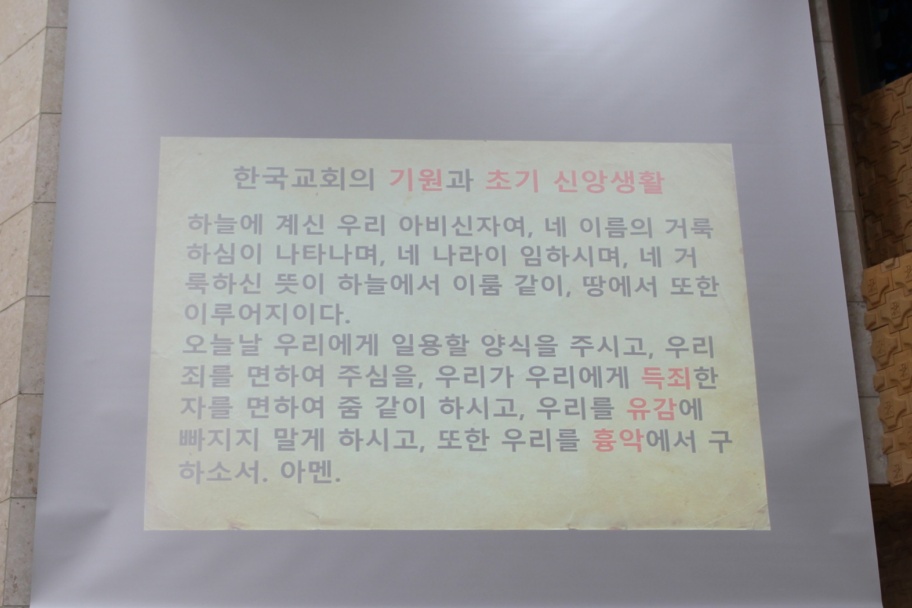 한국교회의 기원과 초기 신앙생활
하늘에 계신 우리 아비신자여, 네 이름의 거룩
하심이 나타나며, 네 나라이 임하시며, 네 거
룩하신 뜻이 하늘에서 이룸 같이, 땅에서 또한
이루어지이다.
오늘날 우리에게 일용할 양식을 주시고, 우리
죄를 면하여 주심을, 우리가 우리에게 득죄한
자를 면하여 줌 같이 하시고, 우리를 유감에
빠지지 말게 하시고, 또한 우리를 흉악에서 구
하소서. 아멘.